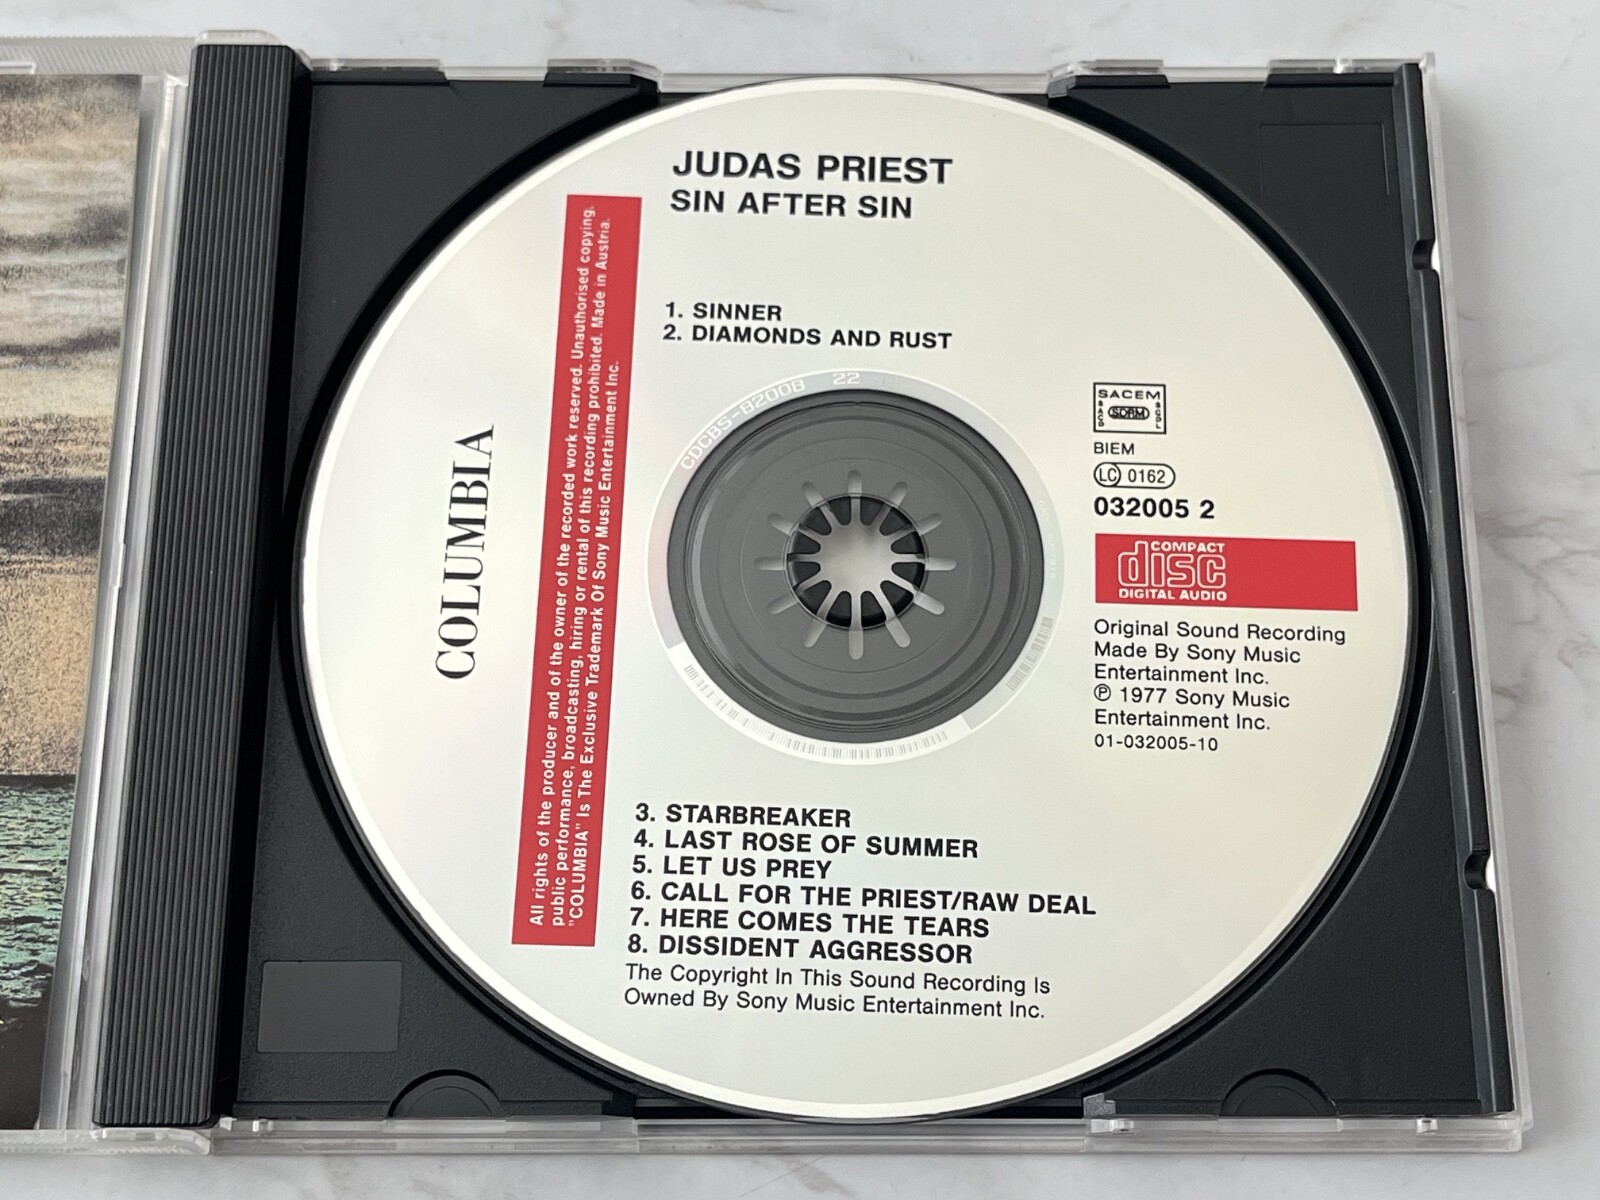 JUDAS PRIEST
SIN AFTER SIN
1. SINNER
2. DIAMONDS AND RUST
COLUMBIA
All rights of the producer and of the owner of the recorded work reserved. Unauthorised copying,
public performance, broadcasting, hiring or rental of this recording prohibited. Made in Austria.
"COLUMBIA" Is The Exclusive Trademark Of Sony Music Entertainment Inc.
CDCBS-82008 22
SACEM
SDRM
BIEM
LC 0162
032005 2
COMPACT
disc
DIGITAL AUDIO
Original Sound Recording
Made By Sony Music
Entertainment Inc.
℗ 1977 Sony Music
Entertainment Inc.
01-032005-10
3. STARBREAKER
4. LAST ROSE OF SUMMER
5. LET US PREY
6. CALL FOR THE PRIEST/RAW DEAL
7. HERE COMES THE TEARS
8. DISSIDENT AGGRESSOR
The Copyright In This Sound Recording Is
Owned By Sony Music Entertainment Inc.